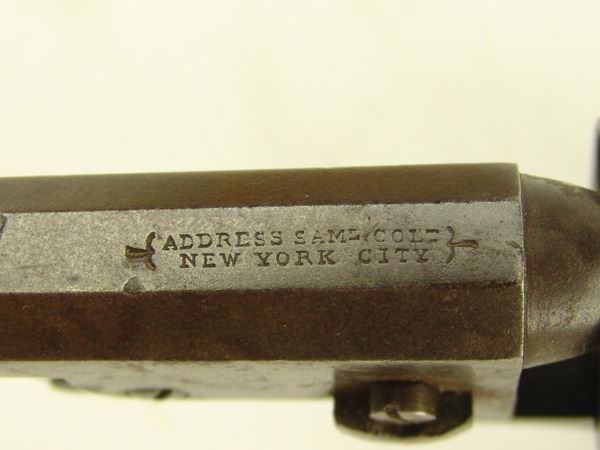 ADDRESS SAML COLT
NEW YORK CITY